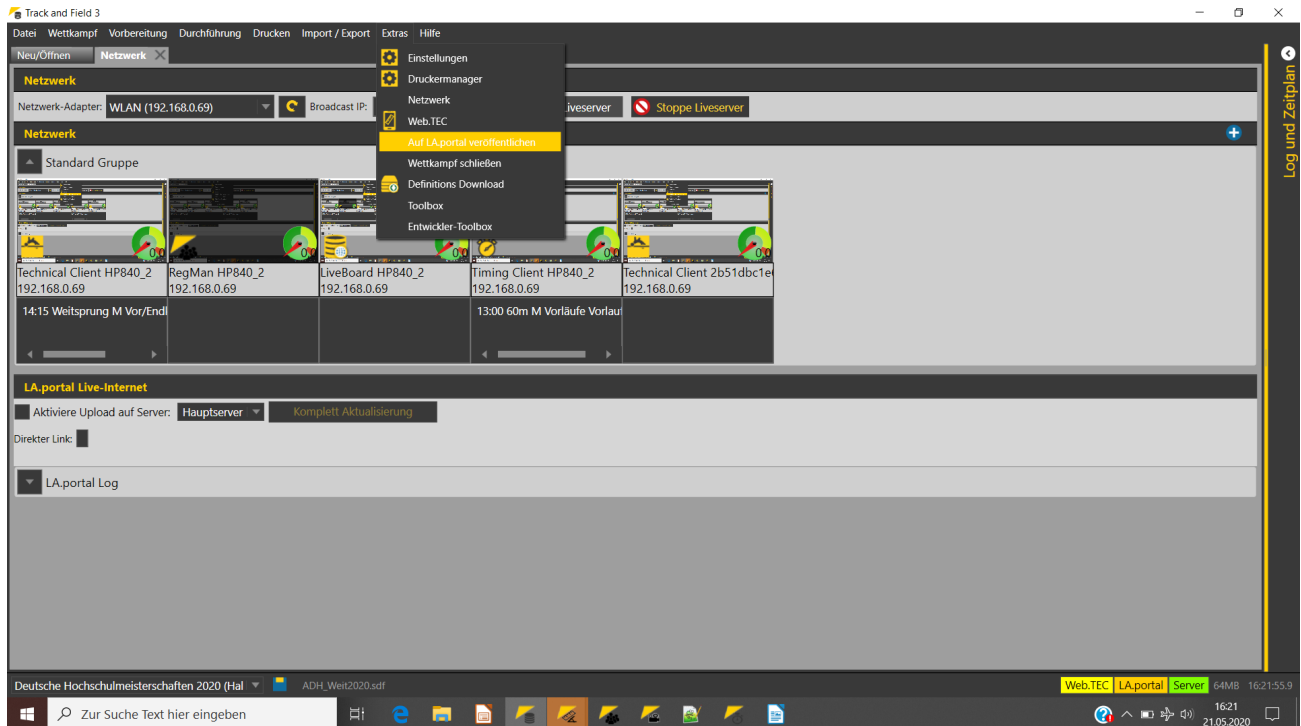 Track and Field 3
Datei Wettkampf Vorbereitung Durchführung Drucken Import / Export Extras Hilfe
Neu/Öffnen Netzwerk
Einstellungen
Druckermanager
Netzwerk
Web.TEC
Auf LA.portal veröffentlichen
Wettkampf schließen
Definitions Download
Toolbox
Entwickler-Toolbox
Log und Zeitplan
Netzwerk
Netzwerk-Adapter: WLAN (192.168.0.69) Broadcast IP: Liveserver Stoppe Liveserver
Netzwerk
Standard Gruppe
Technical Client HP840_2 RegMan HP840_2 LiveBoard HP840_2 Timing Client HP840_2 Technical Client 2b51dbc1e
192.168.0.69 192.168.0.69 192.168.0.69 192.168.0.69 192.168.0.69
14:15 Weitsprung M Vor/Endl 13:00 60m M Vorläufe Vorlau
LA.portal Live-Internet
Aktiviere Upload auf Server: Hauptserver Komplett Aktualisierung
Direkter Link:
LA.portal Log
Deutsche Hochschulmeisterschaften 2020 (Hal ADH_Weit2020.sdf Web.TEC LA.portal Server 64MB 16:21:55.9
Zur Suche Text hier eingeben 16:21
21.05.2020